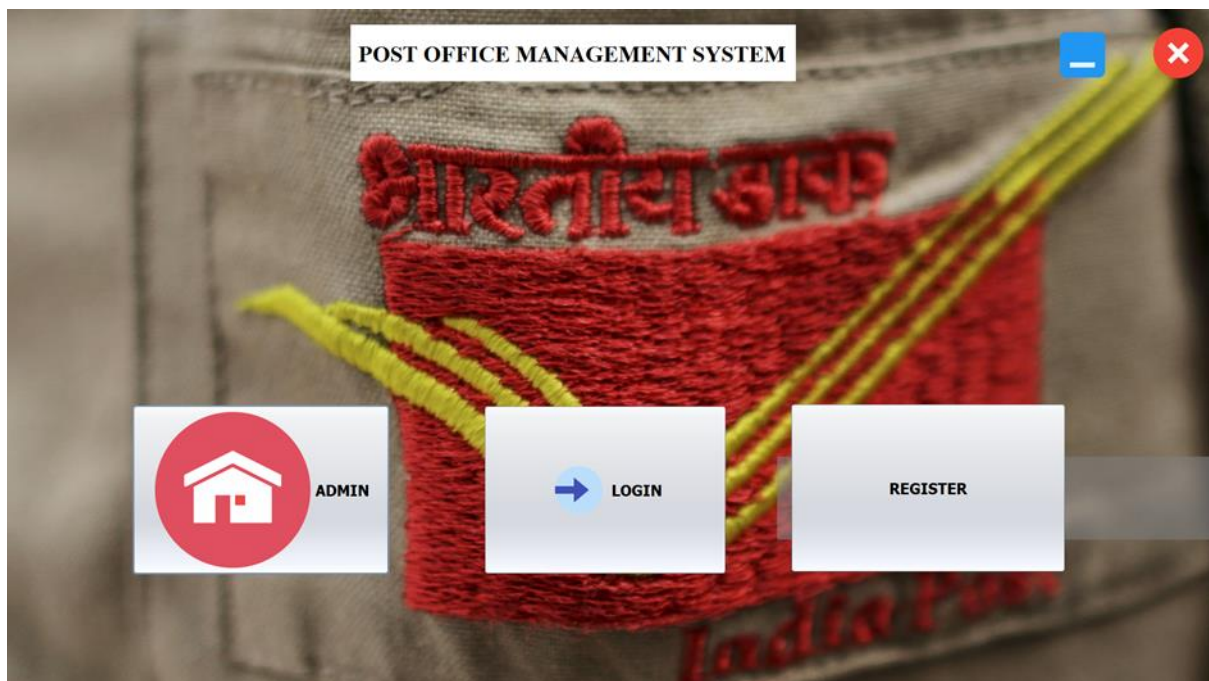 POST OFFICE MANAGEMENT SYSTEM
भारतीय डाक
ADMIN
LOGIN
REGISTER
India Post